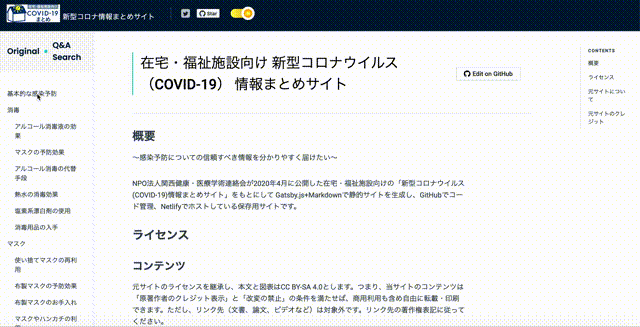 在宅・福祉施設向け
COVID-19
まとめ
新型コロナ情報まとめサイト
Star
Original
Q&A
Search
基本的な感染予防
消毒
アルコール消毒液の効
果
マスクの予防効果
アルコール消毒の代替
手段
熱水の消毒効果
塩素系漂白剤の使用
消毒用品の入手
マスク
使い捨てマスクの再利
用
布製マスクの予防効果
布製マスクのお手入れ
マスクやハンカチの利
在宅・福祉施設向け 新型コロナウイルス
（COVID-19） 情報まとめサイト
Edit on GitHub
概要
〜感染予防についての信頼すべき情報を分かりやすく届けたい〜
NPO法人関西健康・医療学術連絡会が2020年4月に公開した在宅・福祉施設向けの「新型コロナウイルス
(COVID-19)情報まとめサイト」をもとにして Gatsby.js+Markdownで静的サイトを生成し、GitHubでコー
ド管理、Netlifyでホストしている保存用サイトです。
ライセンス
コンテンツ
元サイトのライセンスを継承し、本文と図表はCC BY-SA 4.0とします。つまり、当サイトのコンテンツは
「原著作者のクレジット表示」と「改変の禁止」の条件を満たせば、商用利用も含め自由に転載・印刷
できます。ただし、リンク先（文書、論文、ビデオなど）は対象外です。リンク先の著作権表記に従っ
てください。
CONTENTS
概要
ライセンス
元サイトについ
て
元サイトのクレ
ジット